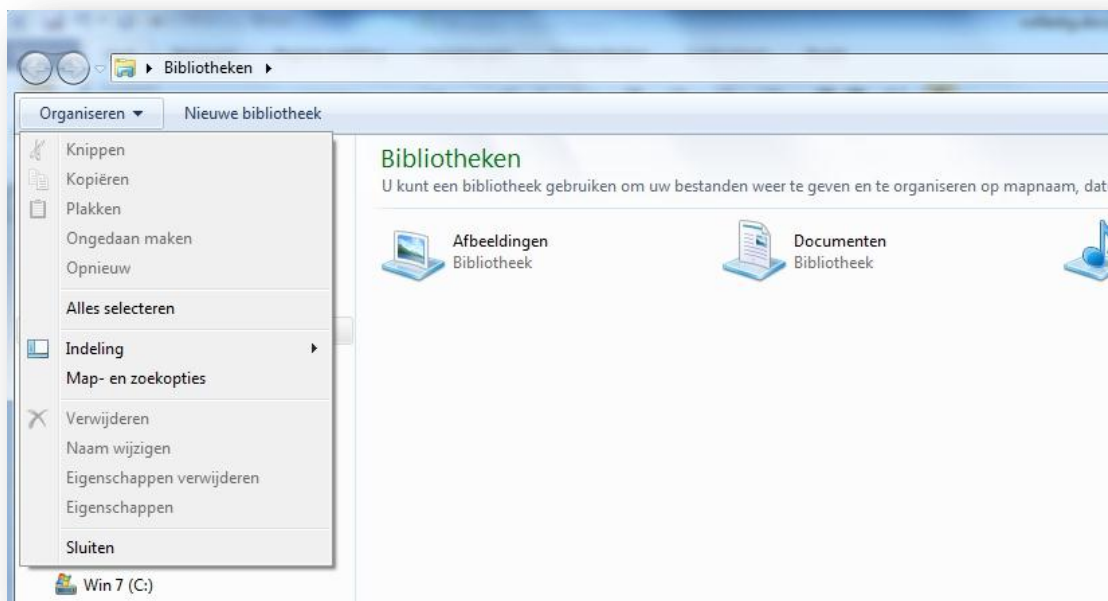 Bibliotheken
Organiseren Nieuwe bibliotheek
Knippen
Kopiëren
Plakken
Ongedaan maken
Opnieuw
Alles selecteren
Indeling
Map- en zoekopties
Verwijderen
Naam wijzigen
Eigenschappen verwijderen
Eigenschappen
Sluiten
Win 7 (C:)
Bibliotheken
U kunt een bibliotheek gebruiken om uw bestanden weer te geven en te organiseren op mapnaam, dat
Afbeeldingen
Bibliotheek
Documenten
Bibliotheek